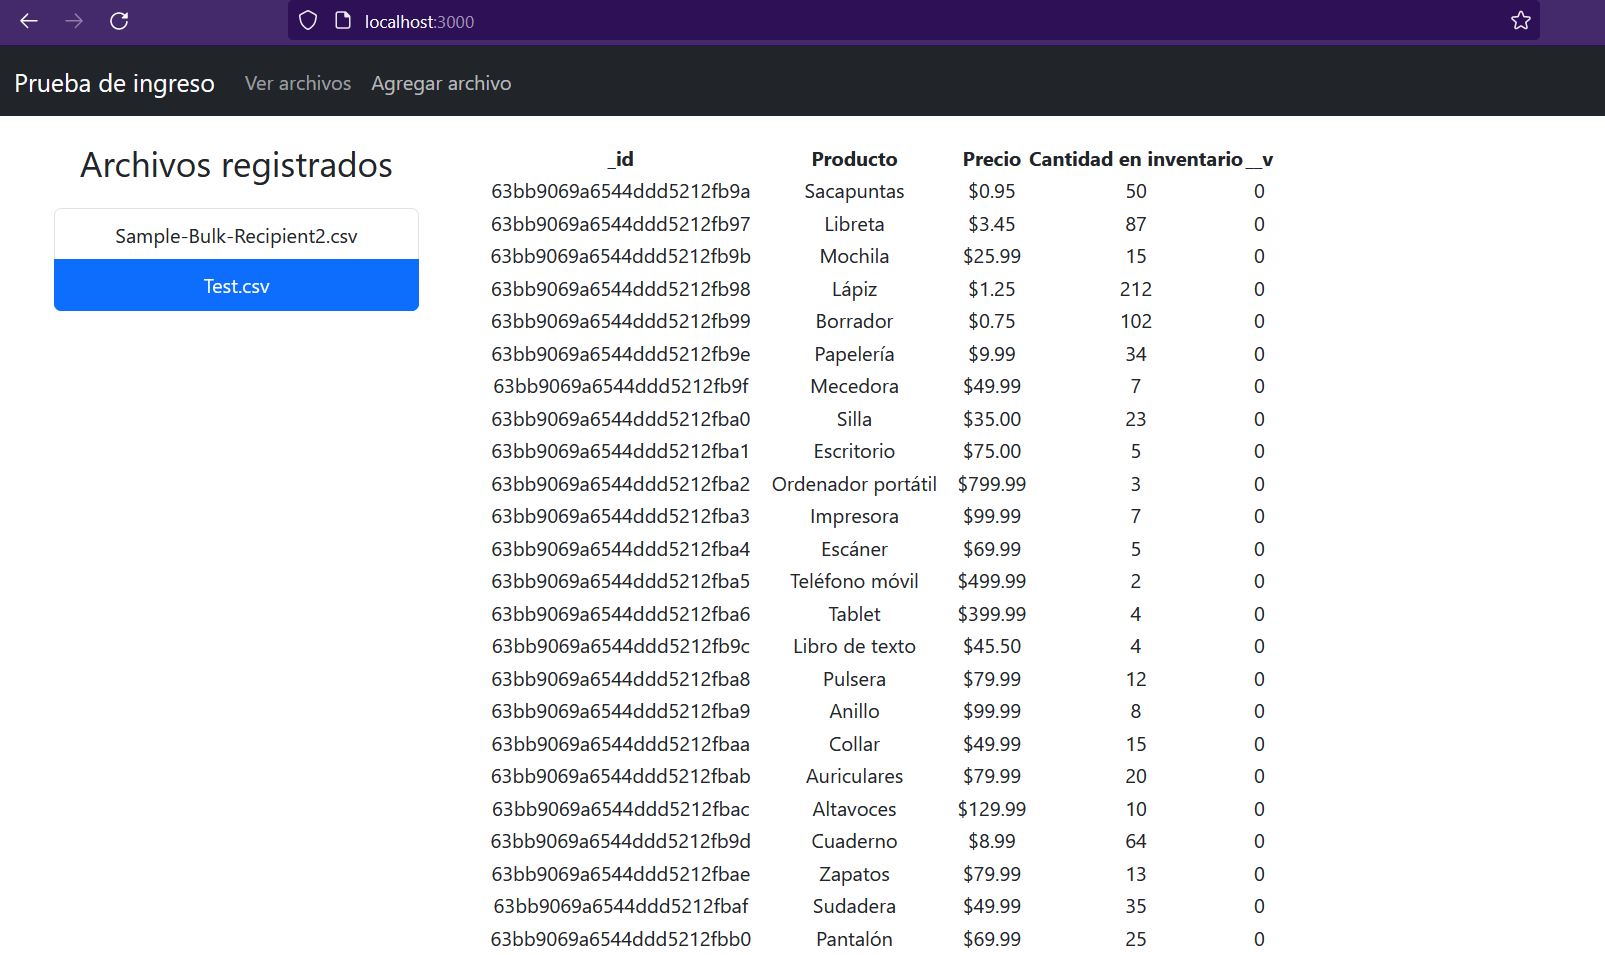 localhost:3000
Prueba de ingreso Ver archivos Agregar archivo
Archivos registrados
Sample-Bulk-Recipient2.csv
Test.csv
_id Producto Precio Cantidad en inventario __v
63bb9069a6544ddd5212fb9a Sacapuntas $0.95 50 0
63bb9069a6544ddd5212fb97 Libreta $3.45 87 0
63bb9069a6544ddd5212fb9b Mochila $25.99 15 0
63bb9069a6544ddd5212fb98 Lápiz $1.25 212 0
63bb9069a6544ddd5212fb99 Borrador $0.75 102 0
63bb9069a6544ddd5212fb9e Papelería $9.99 34 0
63bb9069a6544ddd5212fb9f Mecedora $49.99 7 0
63bb9069a6544ddd5212fba0 Silla $35.00 23 0
63bb9069a6544ddd5212fba1 Escritorio $75.00 5 0
63bb9069a6544ddd5212fba2 Ordenador portátil $799.99 3 0
63bb9069a6544ddd5212fba3 Impresora $99.99 7 0
63bb9069a6544ddd5212fba4 Escáner $69.99 5 0
63bb9069a6544ddd5212fba5 Teléfono móvil $499.99 2 0
63bb9069a6544ddd5212fba6 Tablet $399.99 4 0
63bb9069a6544ddd5212fb9c Libro de texto $45.50 4 0
63bb9069a6544ddd5212fba8 Pulsera $79.99 12 0
63bb9069a6544ddd5212fba9 Anillo $99.99 8 0
63bb9069a6544ddd5212fbaa Collar $49.99 15 0
63bb9069a6544ddd5212fbab Auriculares $79.99 20 0
63bb9069a6544ddd5212fbac Altavoces $129.99 10 0
63bb9069a6544ddd5212fb9d Cuaderno $8.99 64 0
63bb9069a6544ddd5212fbae Zapatos $79.99 13 0
63bb9069a6544ddd5212fbaf Sudadera $49.99 35 0
63bb9069a6544ddd5212fbb0 Pantalón $69.99 25 0